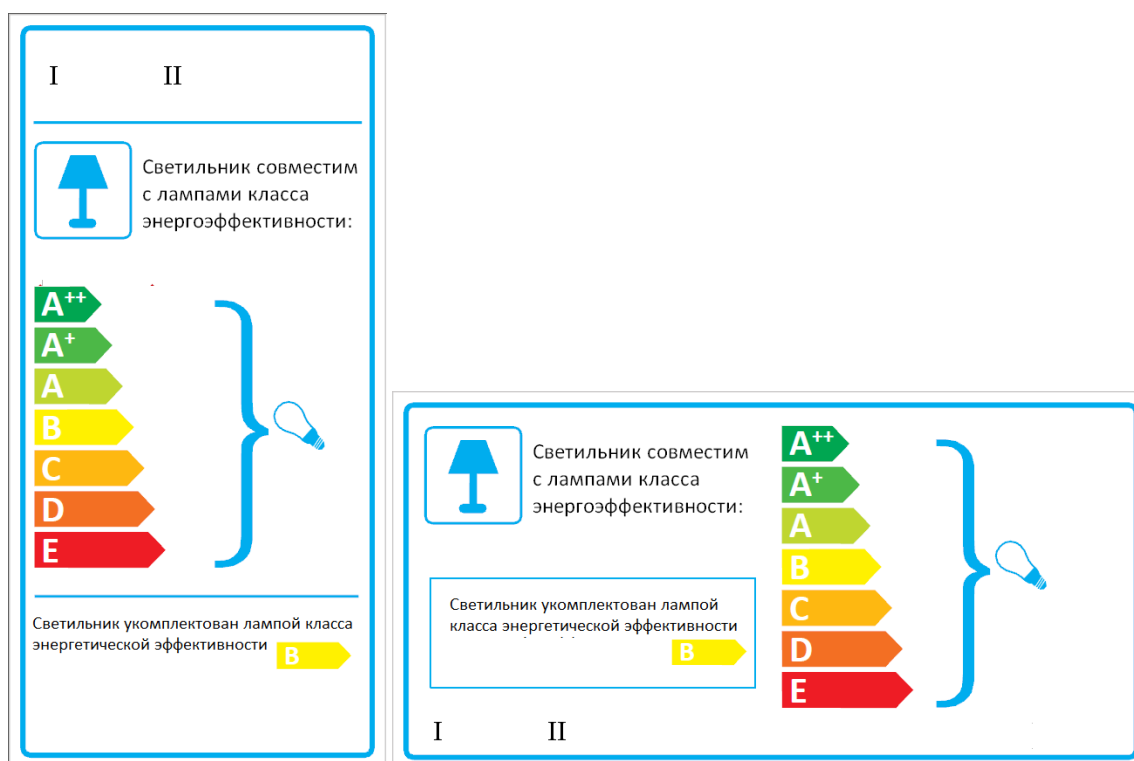 I II
Светильник совместим
с лампами класса
энергоэффективности:
A++
A+
A
B
C
D
E
Светильник укомплектован лампой класса
энергетической эффективности
B
Светильник совместим
с лампами класса
энергоэффективности:
A++
A+
A
B
C
D
E
Светильник укомплектован лампой
класса энергетической эффективности
B
I II